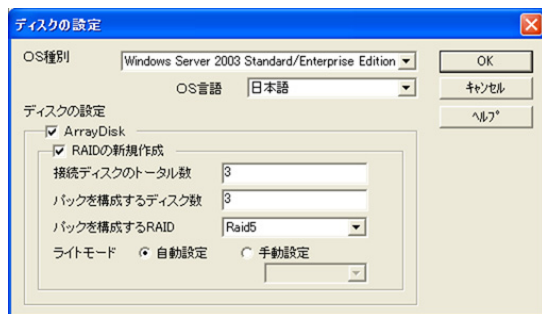 ディスクの設定
OS種別 Windows Server 2003 Standard/Enterprise Edition OK
OS言語 日本語 キャンセル
ディスクの設定 ヘルプ
ArrayDisk
RAIDの新規作成
接続ディスクのトータル数 3
パックを構成するディスク数 3
パックを構成するRAID Raid5
ライトモード 自動設定 手動設定